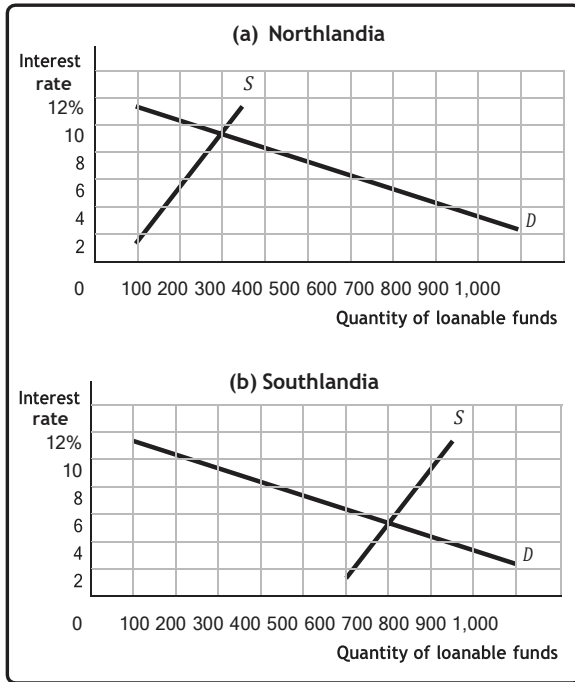 (a) Northlandia
Interest
rate
S
12%
10
8
6
4
D
2
0 100 200 300 400 500 600 700 800 900 1,000
Quantity of loanable funds
(b) Southlandia
Interest
rate
S
12%
10
8
6
4
D
2
0 100 200 300 400 500 600 700 800 900 1,000
Quantity of loanable funds